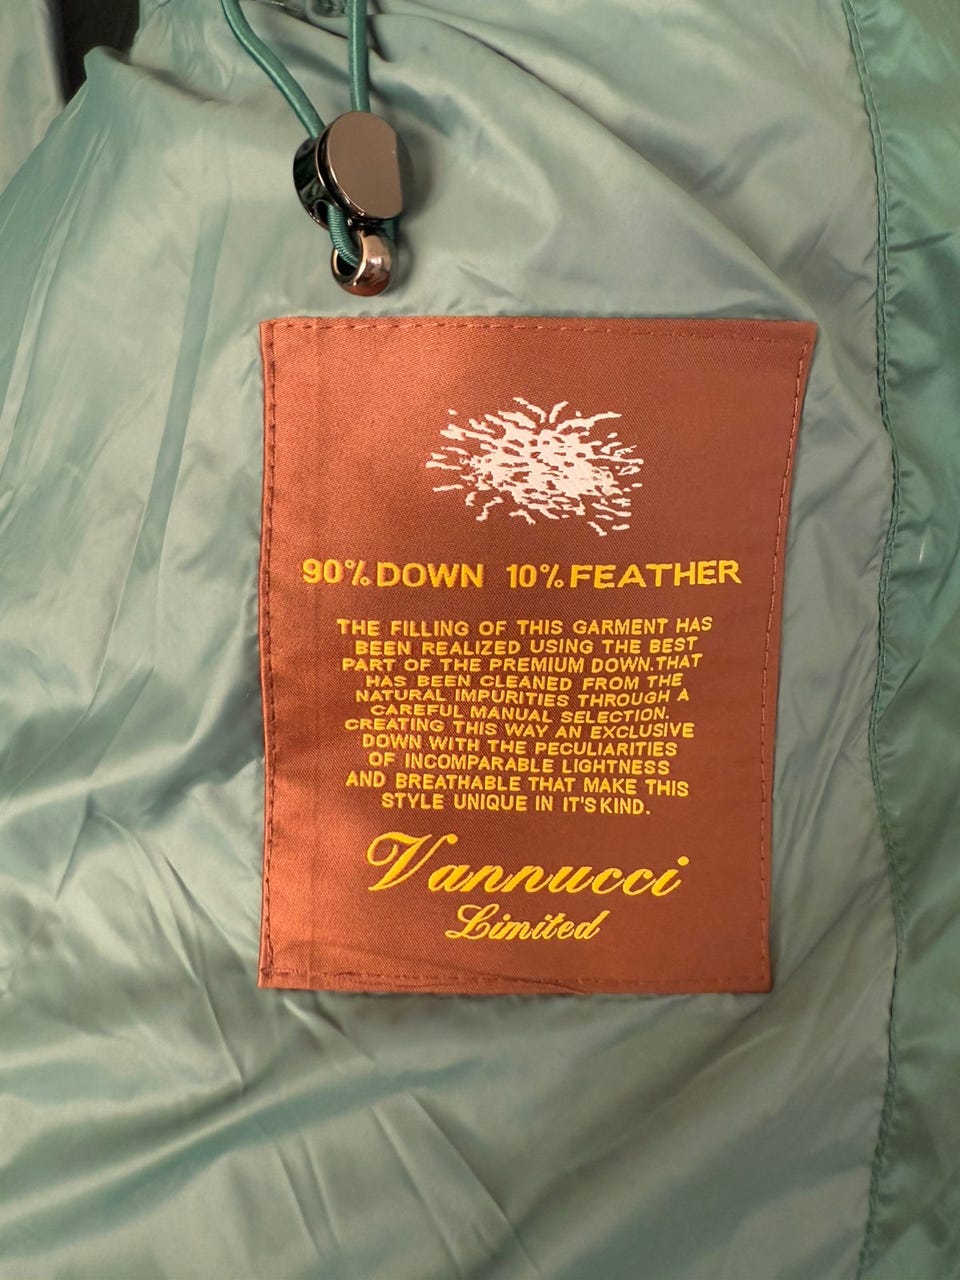 90% DOWN 10% FEATHER
THE FILLING OF THIS GARMENT HAS
BEEN REALIZED USING THE BEST
PART OF THE PREMIUM DOWN.THAT
HAS BEEN CLEANED FROM THE
NATURAL IMPURITIES THROUGH A
CAREFUL MANUAL SELECTION.
CREATING THIS WAY AN EXCLUSIVE
DOWN WITH THE PECULIARITIES
OF INCOMPARABLE LIGHTNESS
AND BREATHABLE THAT MAKE THIS
STYLE UNIQUE IN IT'S KIND.
Vannucci
Limited